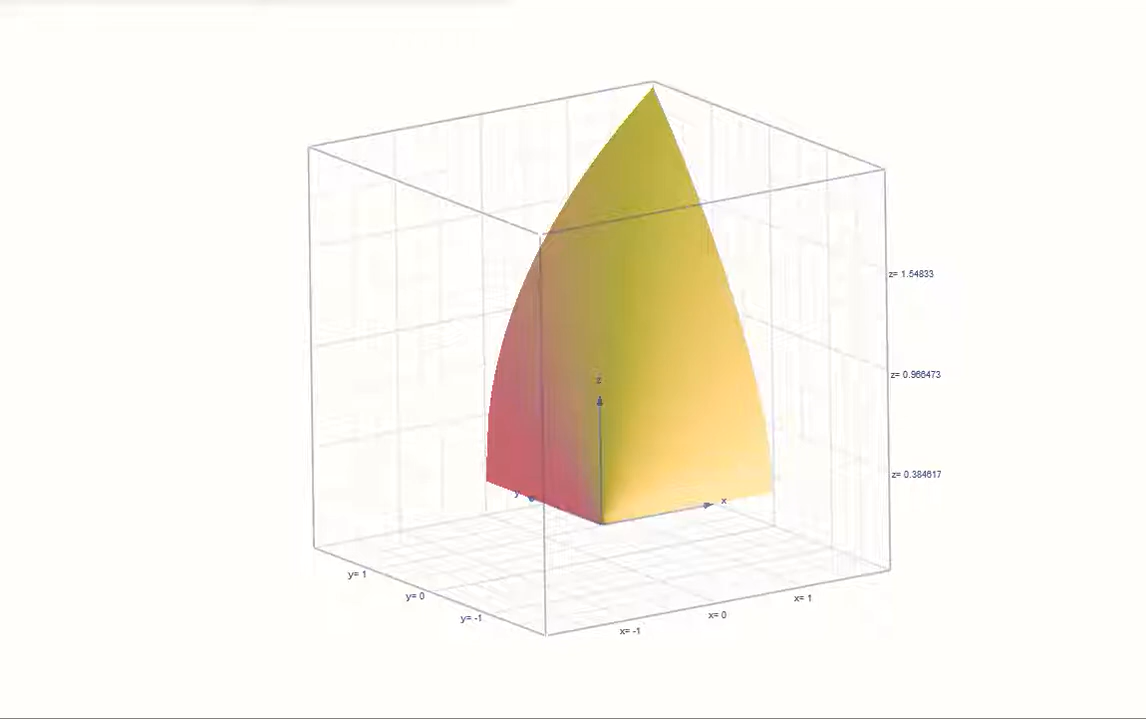 z= 1.54833
z
z= 0.966473
z= 0.384617
y
x
y= 1
y= 0
y= -1
x= 1
x= 0
x= -1